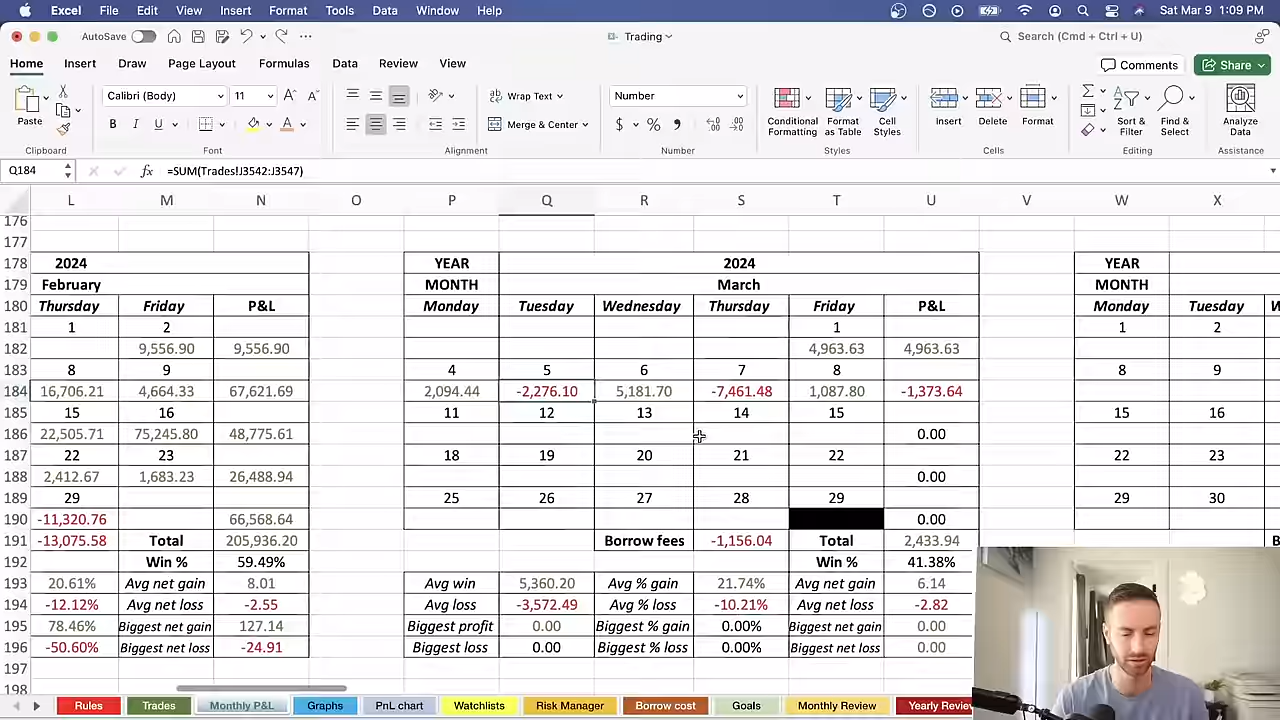 Excel File Edit View Insert Format Tools Data Window Help Sat Mar 9 1:09 PM
AutoSave Trading Search (Cmd + Ctrl + U)
Home Insert Draw Page Layout Formulas Data Review View Comments Share
Paste Calibri (Body) 11 Wrap Text Number Conditional Formatting Format as Table Cell Styles Insert Delete Format Sort & Filter Find & Select Analyze Data
B I U Merge & Center $ %
Clipboard Font Alignment Number Styles Cells Editing Assistance
Q184 fx =SUM(Trades!J3542:J3547)
L M N O P Q R S T U V W X
176
177
178 2024 YEAR 2024 YEAR
179 February MONTH March MONTH
180 Thursday Friday P&L Monday Tuesday Wednesday Thursday Friday P&L Monday Tuesday
181 1 2 1 1 2
182 9,556.90 9,556.90 4,963.63 4,963.63
183 8 9 4 5 6 7 8 8 9
184 16,706.21 4,664.33 67,621.69 2,094.44 -2,276.10 5,181.70 -7,461.48 1,087.80 -1,373.64
185 15 16 11 12 13 14 15 15 16
186 22,505.71 75,245.80 48,775.61 0.00
187 22 23 18 19 20 21 22 22 23
188 2,412.67 1,683.23 26,488.94 0.00
189 29 25 26 27 28 29 29 30
190 -11,320.76 66,568.64 0.00
191 -13,075.58 Total 205,936.20 Borrow fees -1,156.04 Total 2,433.94
192 Win % 59.49% Win % 41.38%
193 20.61% Avg net gain 8.01 Avg win 5,360.20 Avg % gain 21.74% Avg net gain 6.14
194 -12.12% Avg net loss -2.55 Avg loss -3,572.49 Avg % loss -10.21% Avg net loss -2.82
195 78.46% Biggest net gain 127.14 Biggest profit 0.00 Biggest % gain 0.00% Biggest net gain 0.00
196 -50.60% Biggest net loss -24.91 Biggest loss 0.00 Biggest % loss 0.00% Biggest net loss 0.00
197
198
Rules Trades Monthly P&L Graphs PnL chart Watchlists Risk Manager Borrow cost Goals Monthly Review Yearly Review